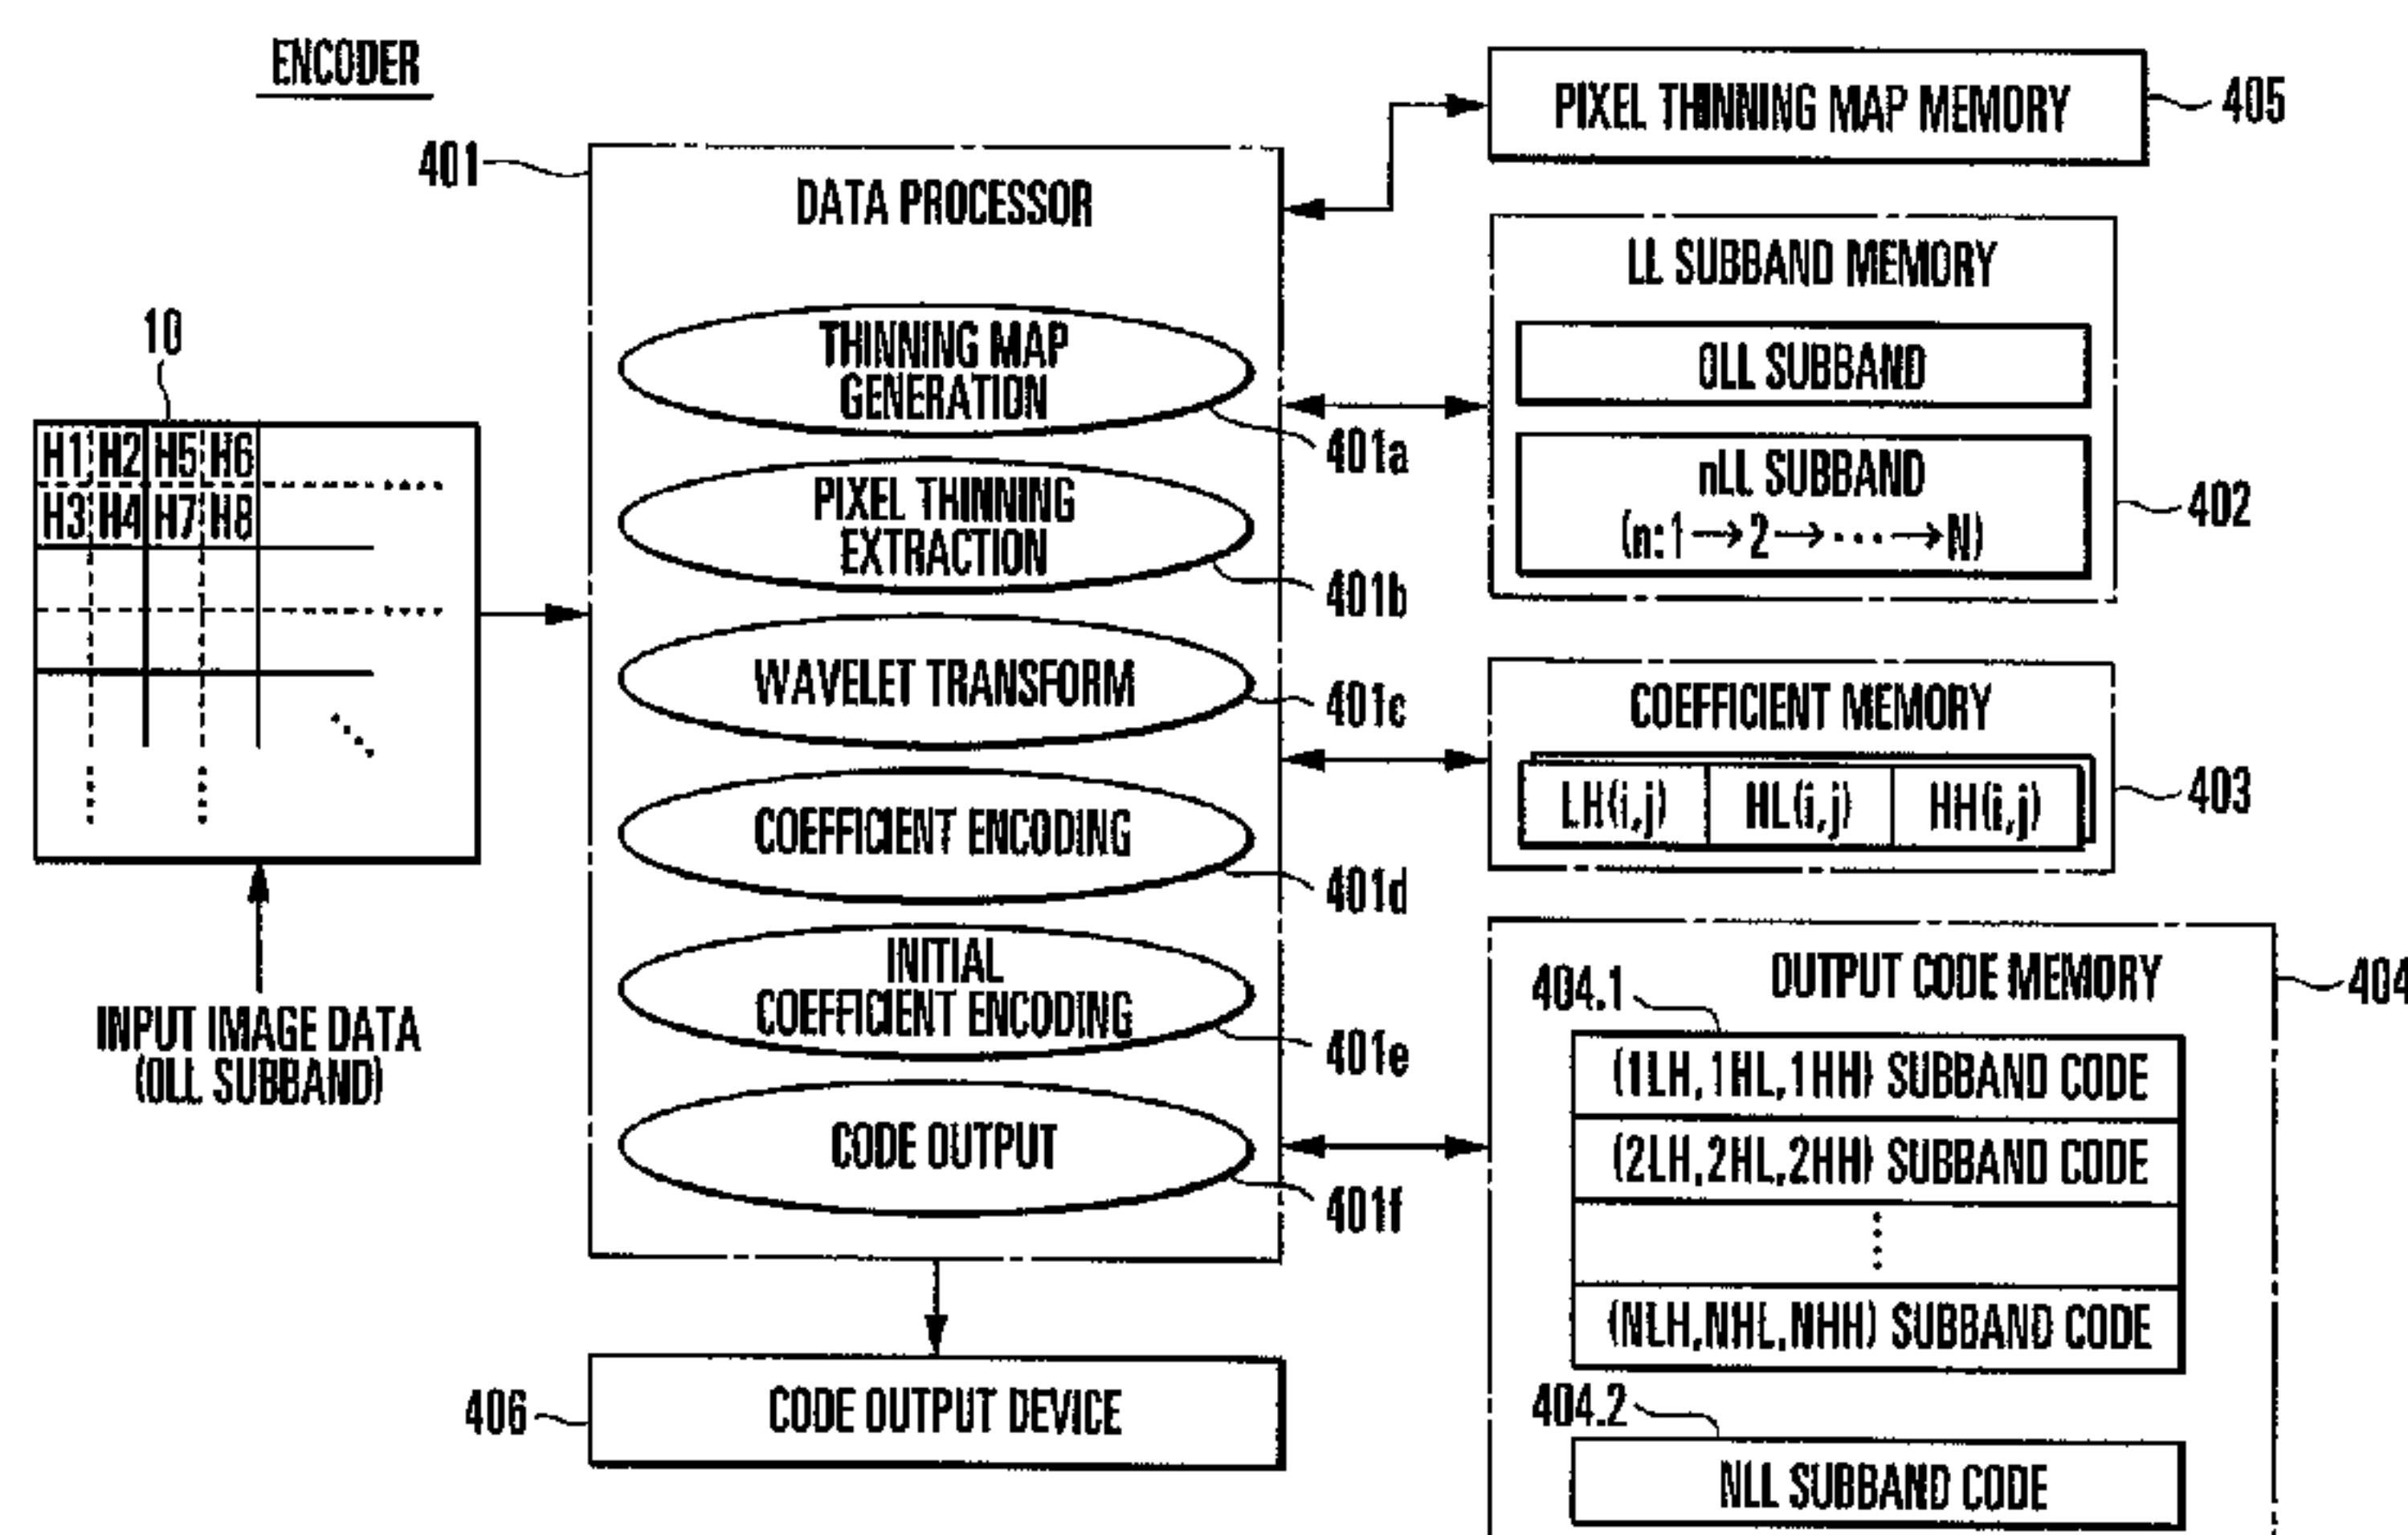 ENCODER
10
H1 H2 H5 H6
H3 H4 H7 H8
INPUT IMAGE DATA
(0LL SUBBAND)
401
DATA PROCESSOR
THINNING MAP
GENERATION
401a
PIXEL THINNING
EXTRACTION
401b
WAVELET TRANSFORM
401c
COEFFICIENT ENCODING
401d
INITIAL
COEFFICIENT ENCODING
401e
CODE OUTPUT
401f
406
CODE OUTPUT DEVICE
PIXEL THINNING MAP MEMORY
405
LL SUBBAND MEMORY
0LL SUBBAND
nLL SUBBAND
(n:1→2→···→N)
402
COEFFICIENT MEMORY
LH(i,j) HL(i,j) HH(i,j)
403
OUTPUT CODE MEMORY
404
404.1
(1LH,1HL,1HH) SUBBAND CODE
(2LH,2HL,2HH) SUBBAND CODE
(NLH,NHL,NHH) SUBBAND CODE
404.2
NLL SUBBAND CODE